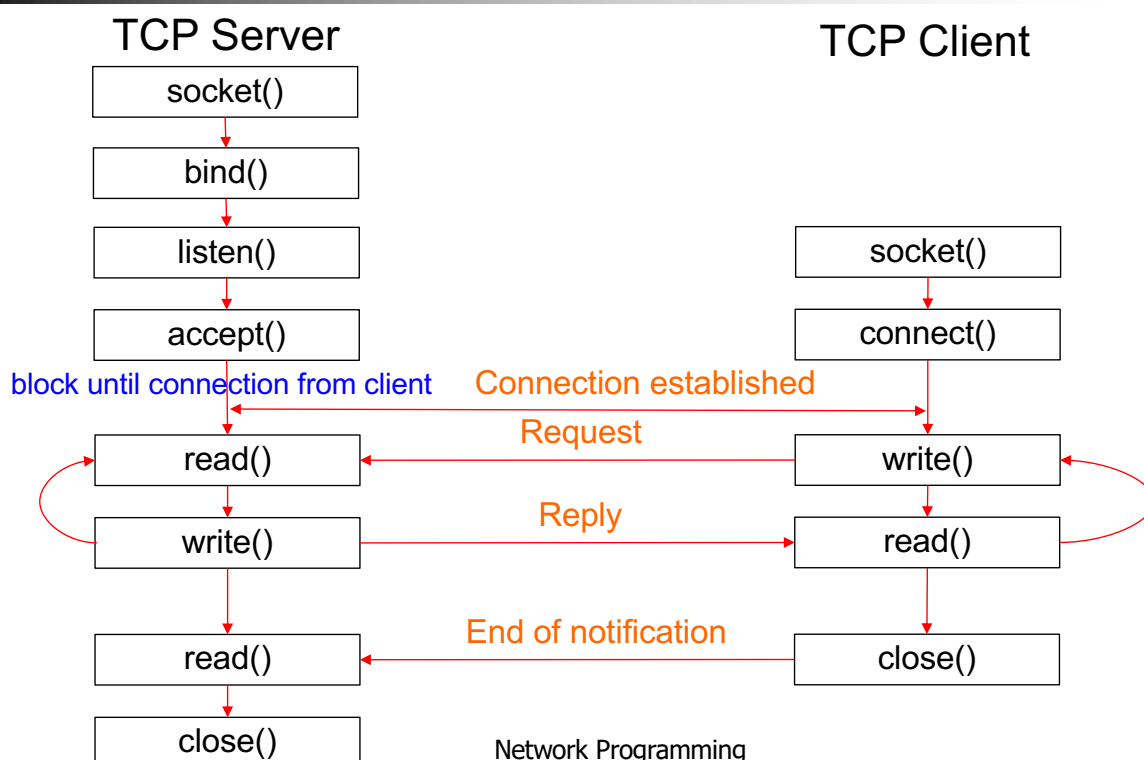 TCP Server
TCP Client
socket()
bind()
listen()
socket()
accept()
connect()
block until connection from client
Connection established
Request
read()
write()
Reply
write()
read()
End of notification
read()
close()
close()
Network Programming